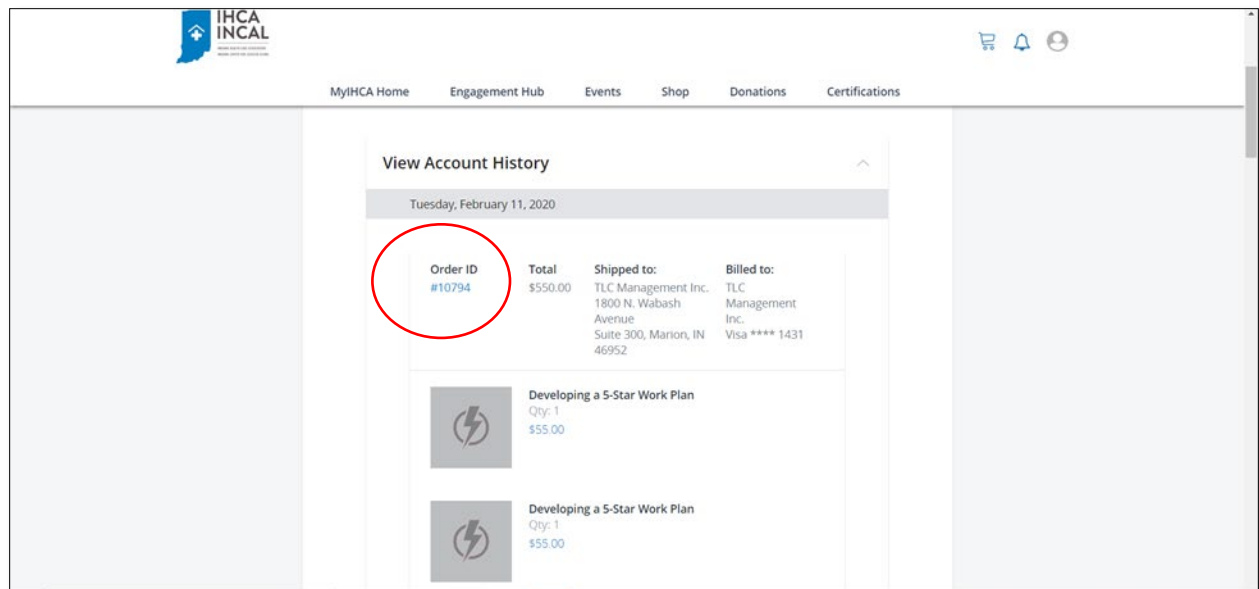 IHCA
INCAL
MyIHCA Home Engagement Hub Events Shop Donations Certifications
View Account History
Tuesday, February 11, 2020
Order ID Total Shipped to: Billed to:
#10794 $550.00 TLC Management Inc. TLC
1800 N. Wabash Management
Avenue Inc.
Suite 300, Marion, IN Visa **** 1431
46952
Developing a 5-Star Work Plan
Qty: 1
$55.00
Developing a 5-Star Work Plan
Qty: 1
$55.00